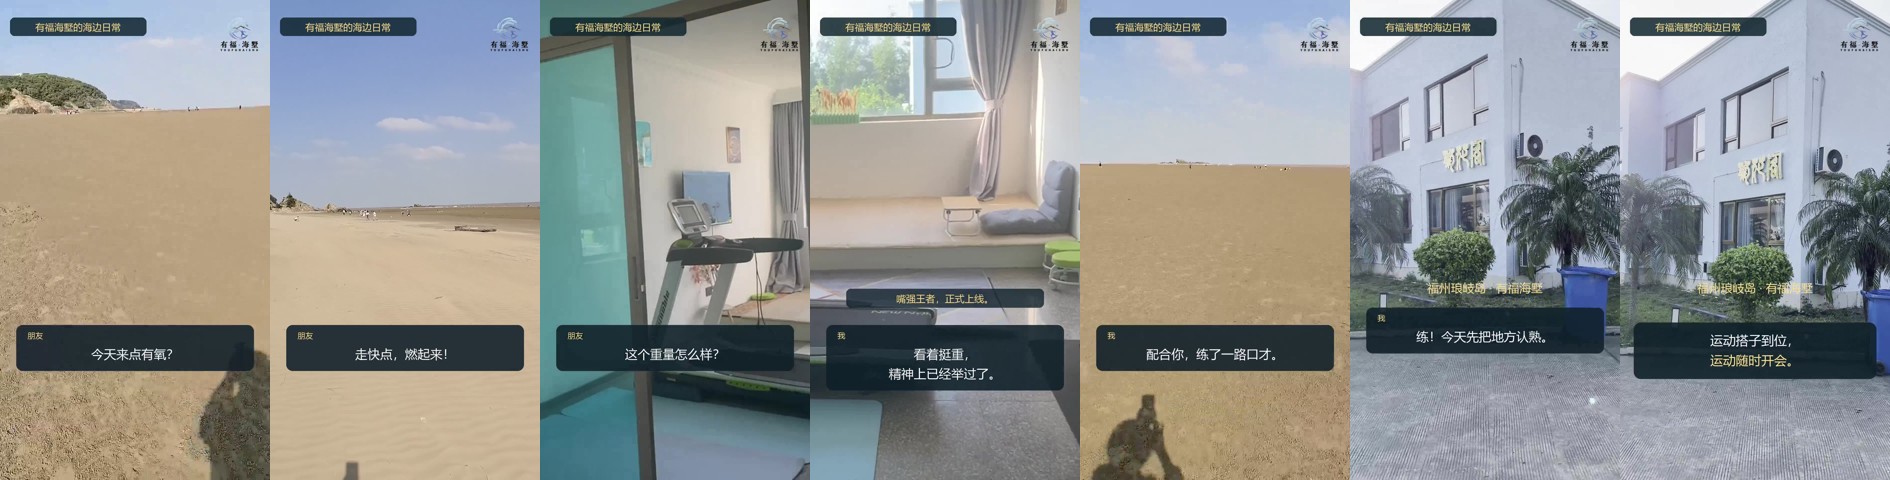 有福海墅的海边日常
有福·海墅
朋友
今天来点有氧？
有福海墅的海边日常
有福·海墅
朋友
走快点，燃起来！
有福海墅的海边日常
有福·海墅
朋友
这个重量怎么样？
有福海墅的海边日常
有福·海墅
嘴强王者，正式上线。
我
看着挺重，
精神上已经举过了。
有福海墅的海边日常
有福·海墅
我
配合你，练了一路口才。
有福海墅的海边日常
有福·海墅
福州琅岐岛·有福海墅
我
练！今天先把地方认熟。
有福海墅的海边日常
有福·海墅
福州琅岐岛·有福海墅
运动搭子到位，
运动随时开会。